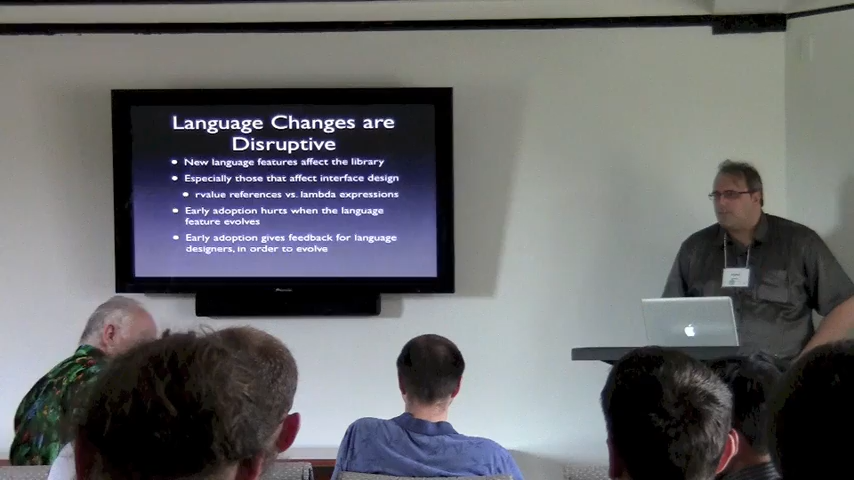 Language Changes are
Disruptive
New language features affect the library
Especially those that affect interface design
rvalue references vs. lambda expressions
Early adoption hurts when the language
feature evolves
Early adoption gives feedback for language
designers, in order to evolve